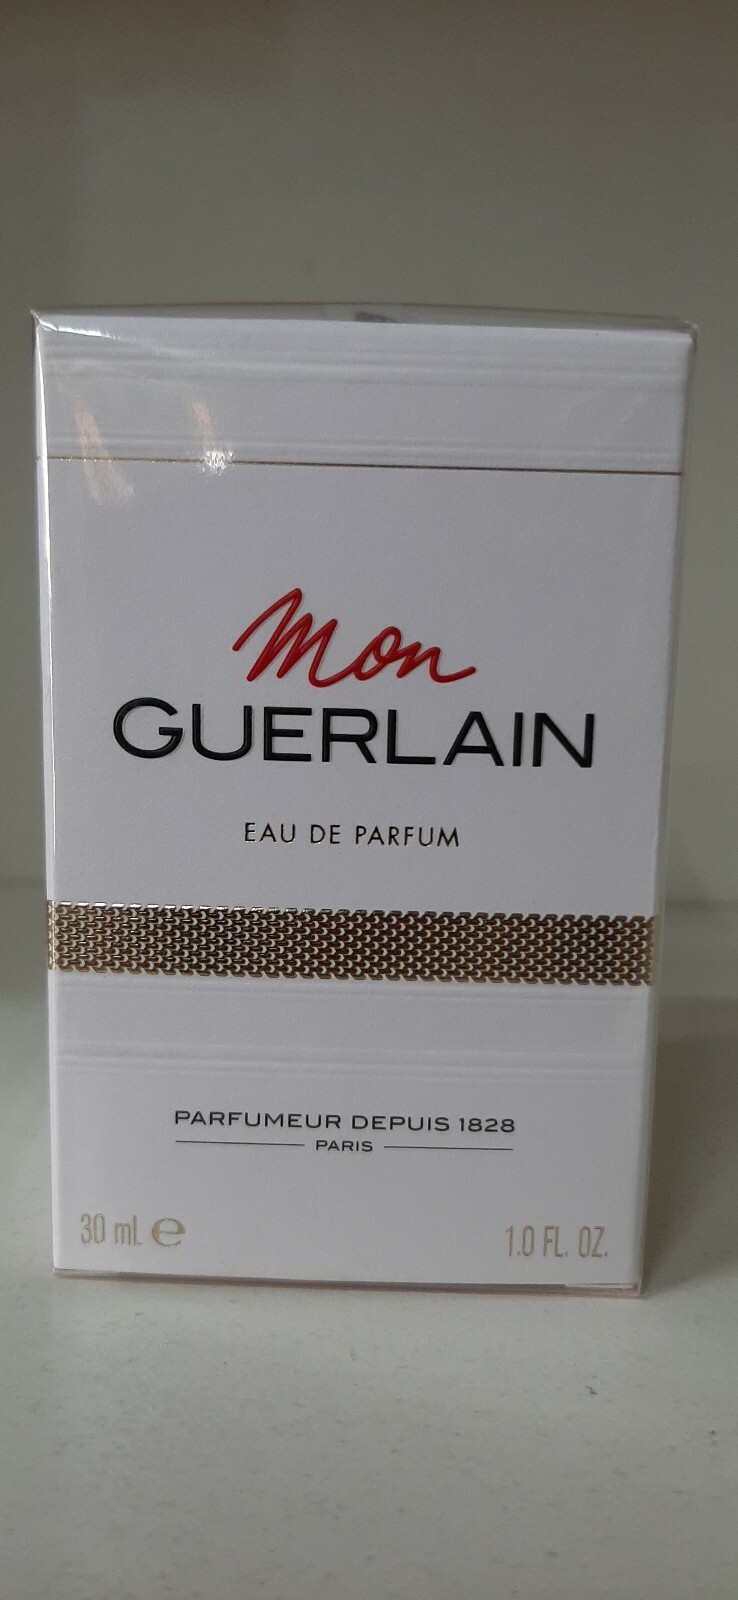 Mon
GUERLAIN
EAU DE PARFUM
PARFUMEUR DEPUIS 1828
PARIS
30 mL e 1.0 FL. OZ.